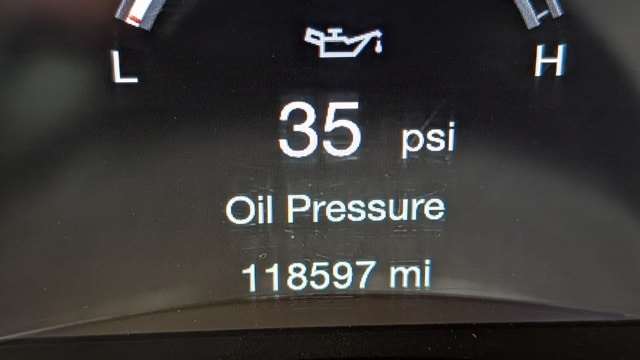 L H
35 psi
Oil Pressure
118597 mi